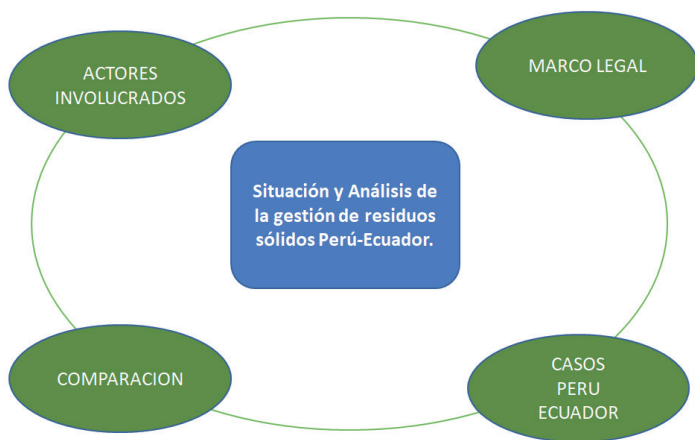 ACTORES
INVOLUCRADOS
MARCO LEGAL
Situación y Análisis de
la gestión de residuos
sólidos Perú-Ecuador.
COMPARACION
CASOS
PERU
ECUADOR